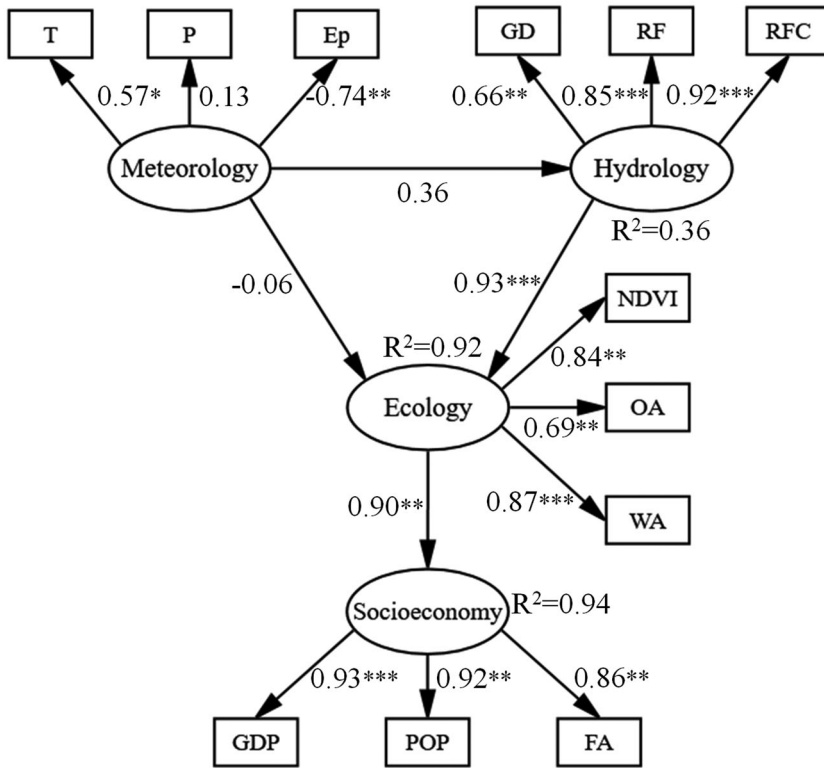 T P Ep GD RF RFC
0.57* 0.13 -0.74** 0.66** 0.85*** 0.92***
Meteorology Hydrology
0.36
R²=0.36
-0.06 0.93*** NDVI
R²=0.92 0.84**
Ecology OA
0.69**
0.90** 0.87*** WA
Socioeconomy R²=0.94
0.93*** 0.92** 0.86**
GDP POP FA